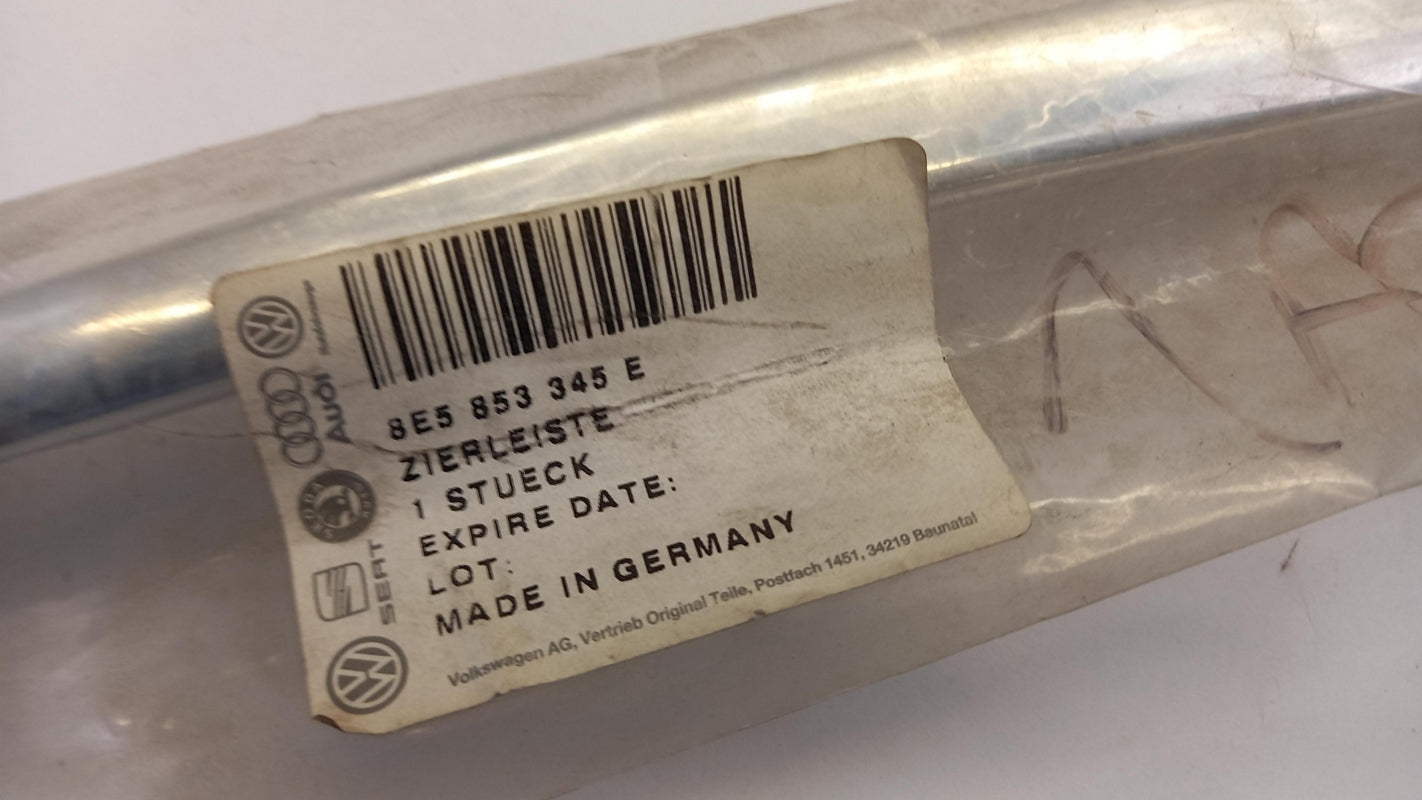 8E5 853 345 E
ZIERLEISTE
1 STUECK
EXPIRE DATE:
LOT:
MADE IN GERMANY
Volkswagen AG, Vertrieb Original Teile, Postfach 1451, 34219 Baunatal
AUDI
SKODA
SEAT